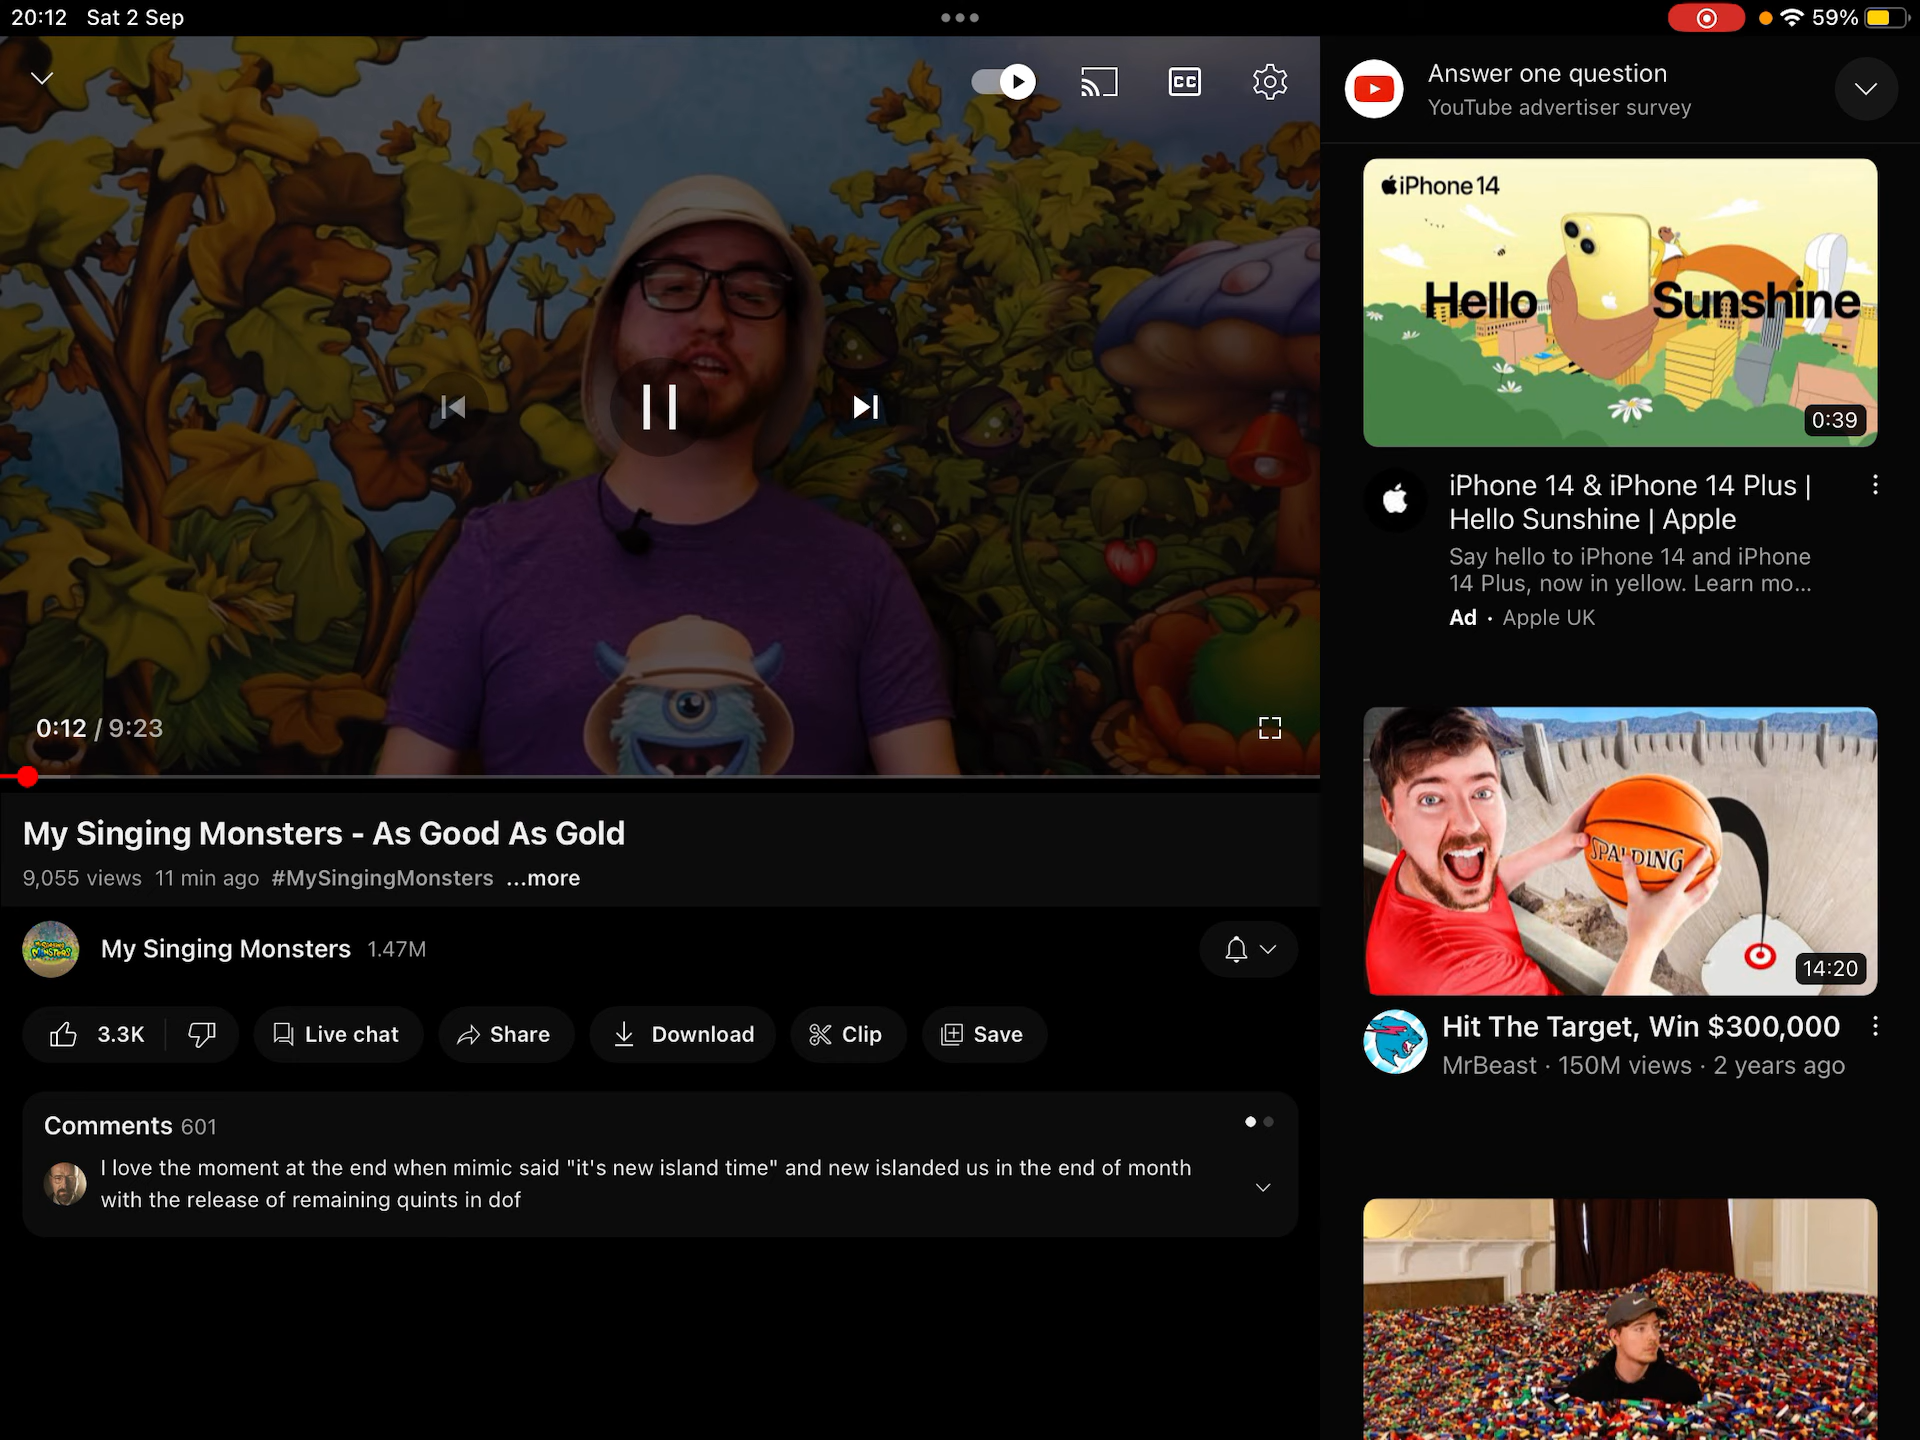 20:12 Sat 2 Sep
59%
CC
0:12 / 9:23
My Singing Monsters - As Good As Gold
9,055 views 11 min ago #MySingingMonsters ...more
My Singing Monsters 1.47M
3.3K
Live chat
Share
Download
Clip
Save
Comments 601
I love the moment at the end when mimic said "it's new island time" and new islanded us in the end of month
with the release of remaining quints in dof
Answer one question
YouTube advertiser survey
iPhone 14
Hello Sunshine
0:39
iPhone 14 & iPhone 14 Plus |
Hello Sunshine | Apple
Say hello to iPhone 14 and iPhone
14 Plus, now in yellow. Learn mo...
Ad · Apple UK
SPALDING
14:20
Hit The Target, Win $300,000
MrBeast · 150M views · 2 years ago